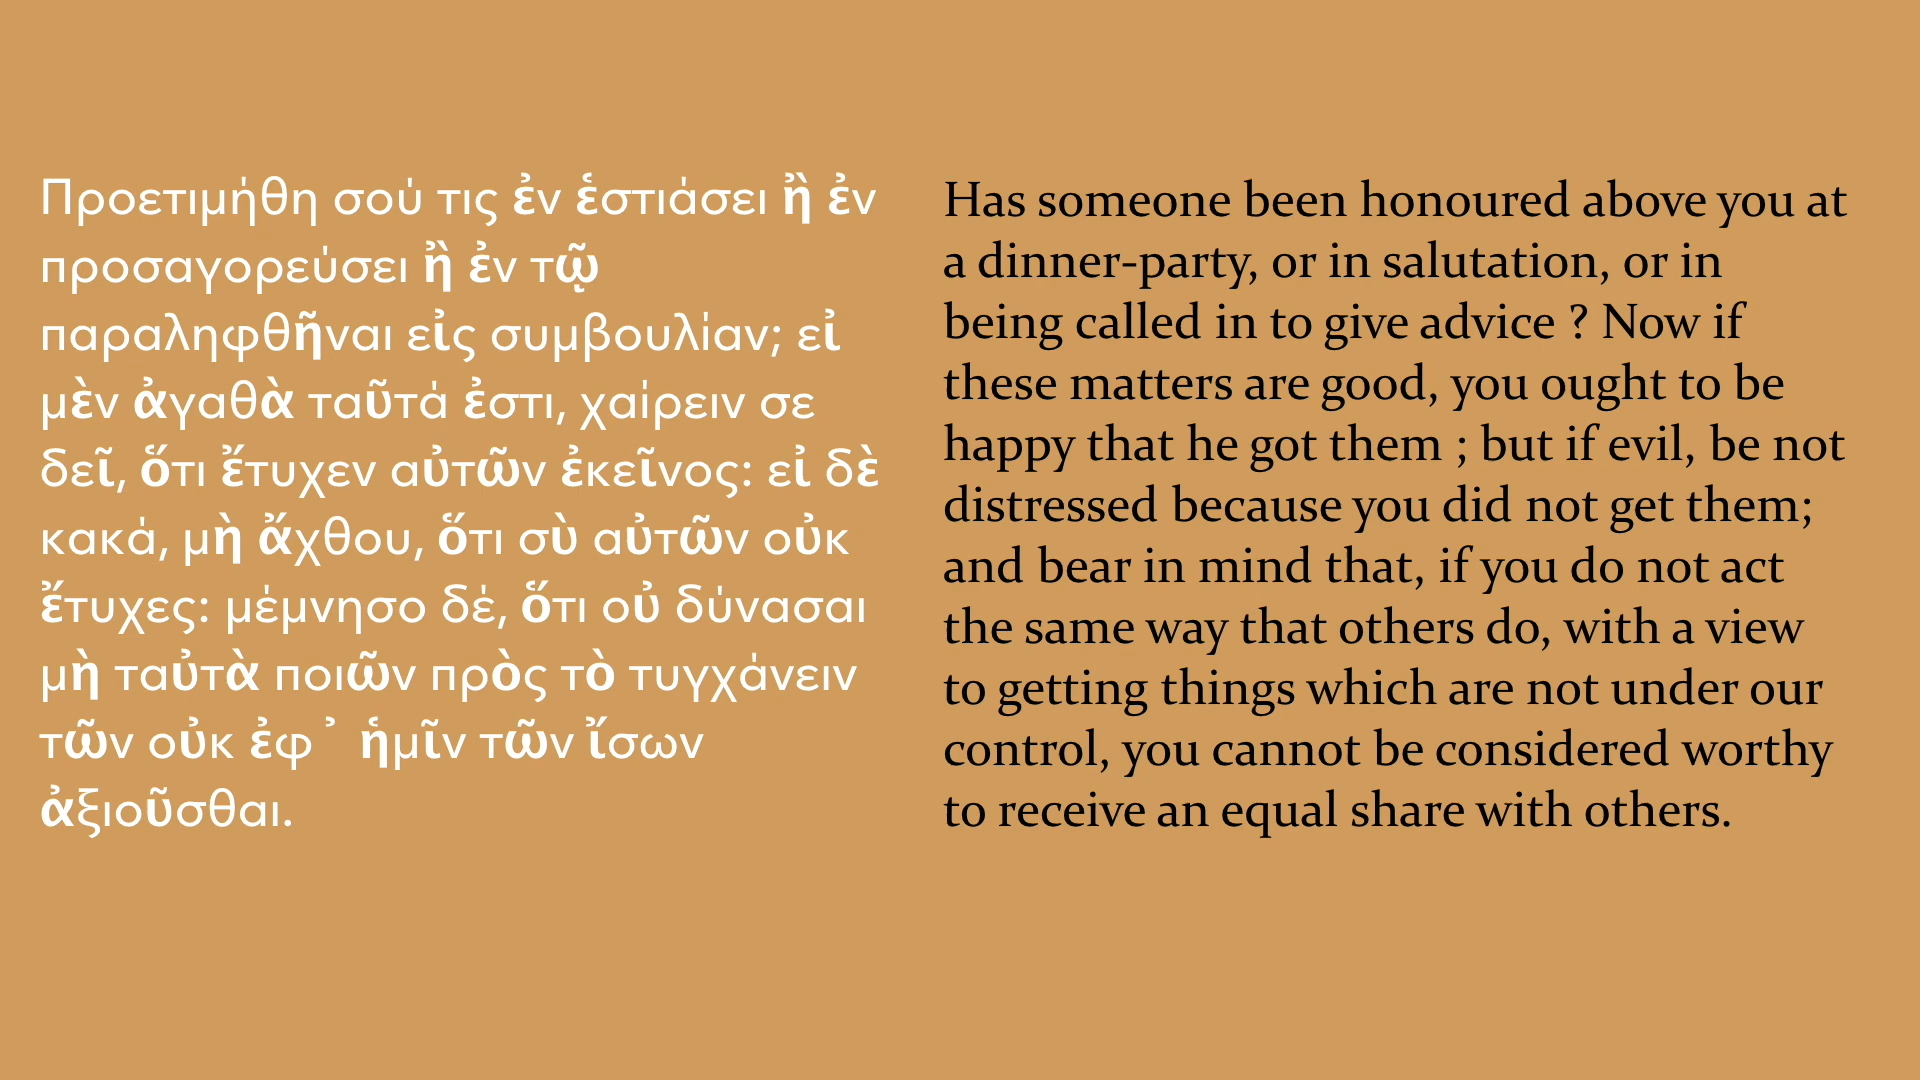 Προετιμήθη σού τις ἐν ἑστιάσει ἢ ἐν
προσαγορεύσει ἢ ἐν τῷ
παραληφθῆναι εἰς συμβουλίαν; εἰ
μὲν ἀγαθὰ ταῦτά ἐστι, χαίρειν σε
δεῖ, ὅτι ἔτυχεν αὐτῶν ἐκεῖνος: εἰ δὲ
κακά, μὴ ἄχθου, ὅτι σὺ αὐτῶν οὐκ
ἔτυχες: μέμνησο δέ, ὅτι οὐ δύνασαι
μὴ ταὐτὰ ποιῶν πρὸς τὸ τυγχάνειν
τῶν οὐκ ἐφ ᾽ ἡμῖν τῶν ἴσων
ἀξιοῦσθαι.
Has someone been honoured above you at
a dinner-party, or in salutation, or in
being called in to give advice ? Now if
these matters are good, you ought to be
happy that he got them ; but if evil, be not
distressed because you did not get them;
and bear in mind that, if you do not act
the same way that others do, with a view
to getting things which are not under our
control, you cannot be considered worthy
to receive an equal share with others.